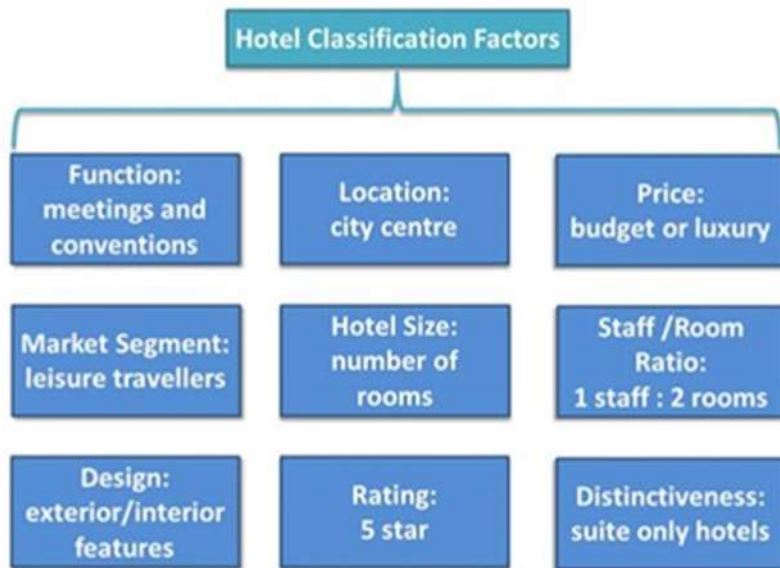 Hotel Classification Factors
Function:
meetings and
conventions
Location:
city centre
Price:
budget or luxury
Market Segment:
leisure travellers
Hotel Size:
number of
rooms
Staff /Room
Ratio:
1 staff : 2 rooms
Design:
exterior/interior
features
Rating:
5 star
Distinctiveness:
suite only hotels